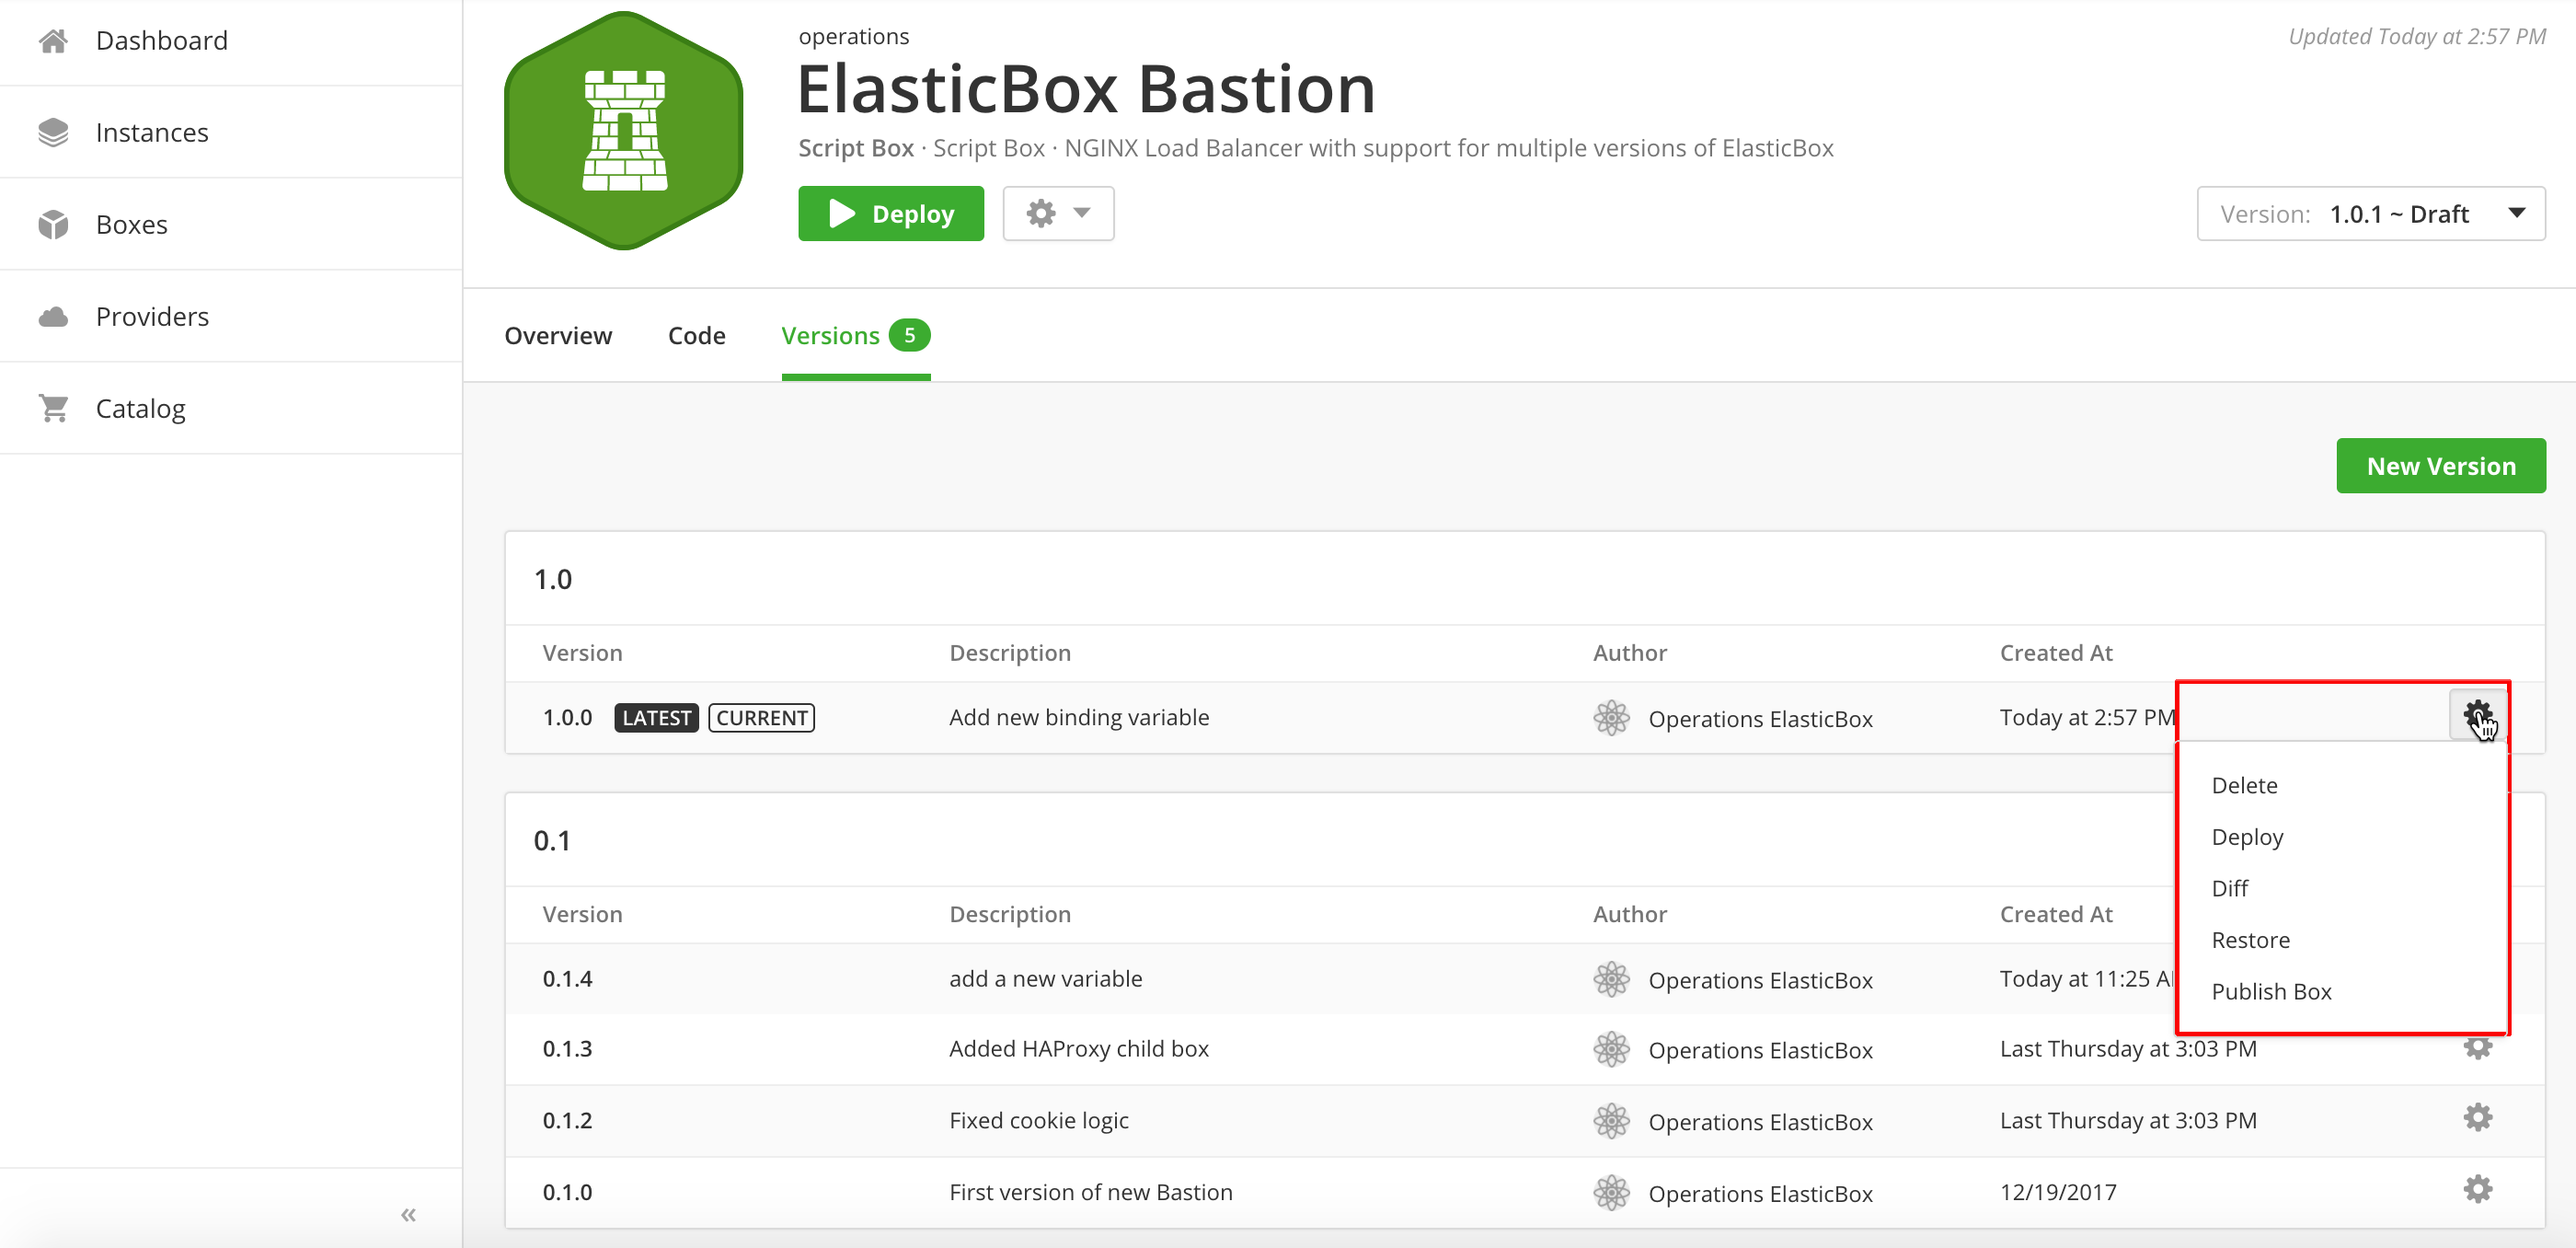 Dashboard
Instances
Boxes
Providers
Catalog
«
operations
Updated Today at 2:57 PM
ElasticBox Bastion
Script Box · Script Box · NGINX Load Balancer with support for multiple versions of ElasticBox
Deploy
Version: 1.0.1 ~ Draft
Overview Code Versions 5
New Version
1.0
Version Description Author Created At
1.0.0 LATEST CURRENT Add new binding variable Operations ElasticBox Today at 2:57 PM
Delete
Deploy
Diff
Restore
Publish Box
0.1
Version Description Author Created At
0.1.4 add a new variable Operations ElasticBox Today at 11:25
0.1.3 Added HAProxy child box Operations ElasticBox Last Thursday at 3:03 PM
0.1.2 Fixed cookie logic Operations ElasticBox Last Thursday at 3:03 PM
0.1.0 First version of new Bastion Operations ElasticBox 12/19/2017